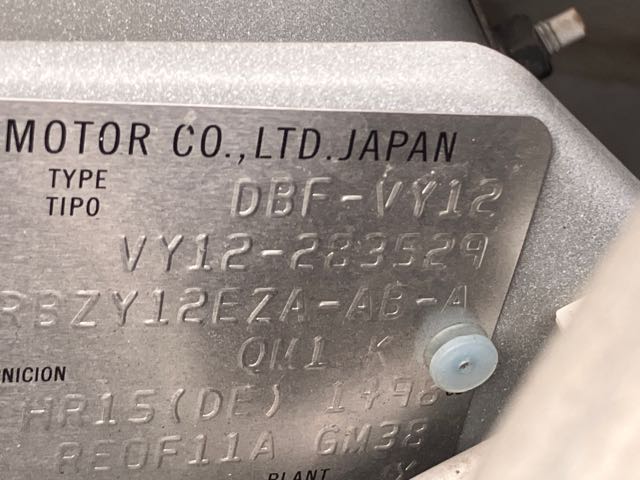 MOTOR CO.,LTD.JAPAN
TYPE
TIPO DBF-VY12
VY12-283529
RBZY12EZA-AB-A
QM1 K
NICION
HR15(DE) 1498
RE0F11A GM38
PLANT